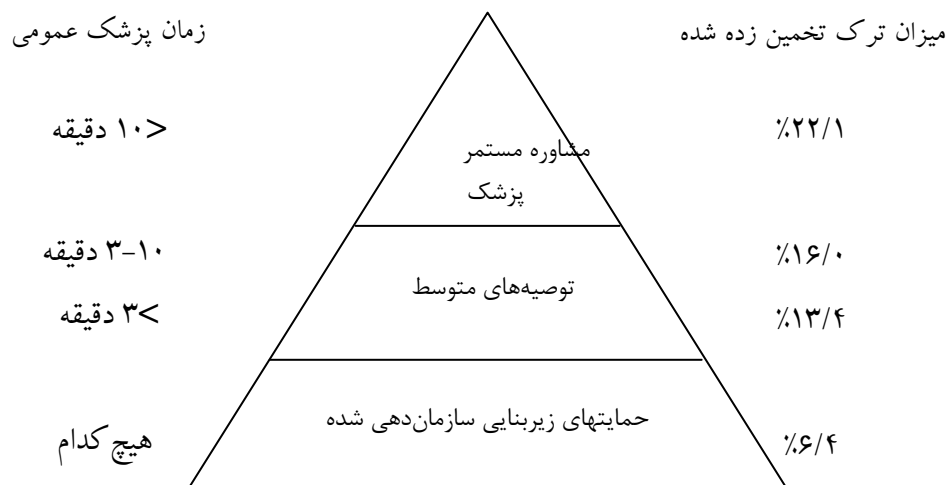 میزان ترک تخمین زده شده
زمان پزشک عمومی
٪۲۲/۱
مشاوره مستمر
پزشک
>۱۰ دقیقه
٪۱۶/۰
توصیه‌های متوسط
۳-۱۰ دقیقه
٪۱۳/۴
<۳ دقیقه
حمایتهای زیربنایی سازمان‌دهی شده
٪۶/۴
هیچ کدام